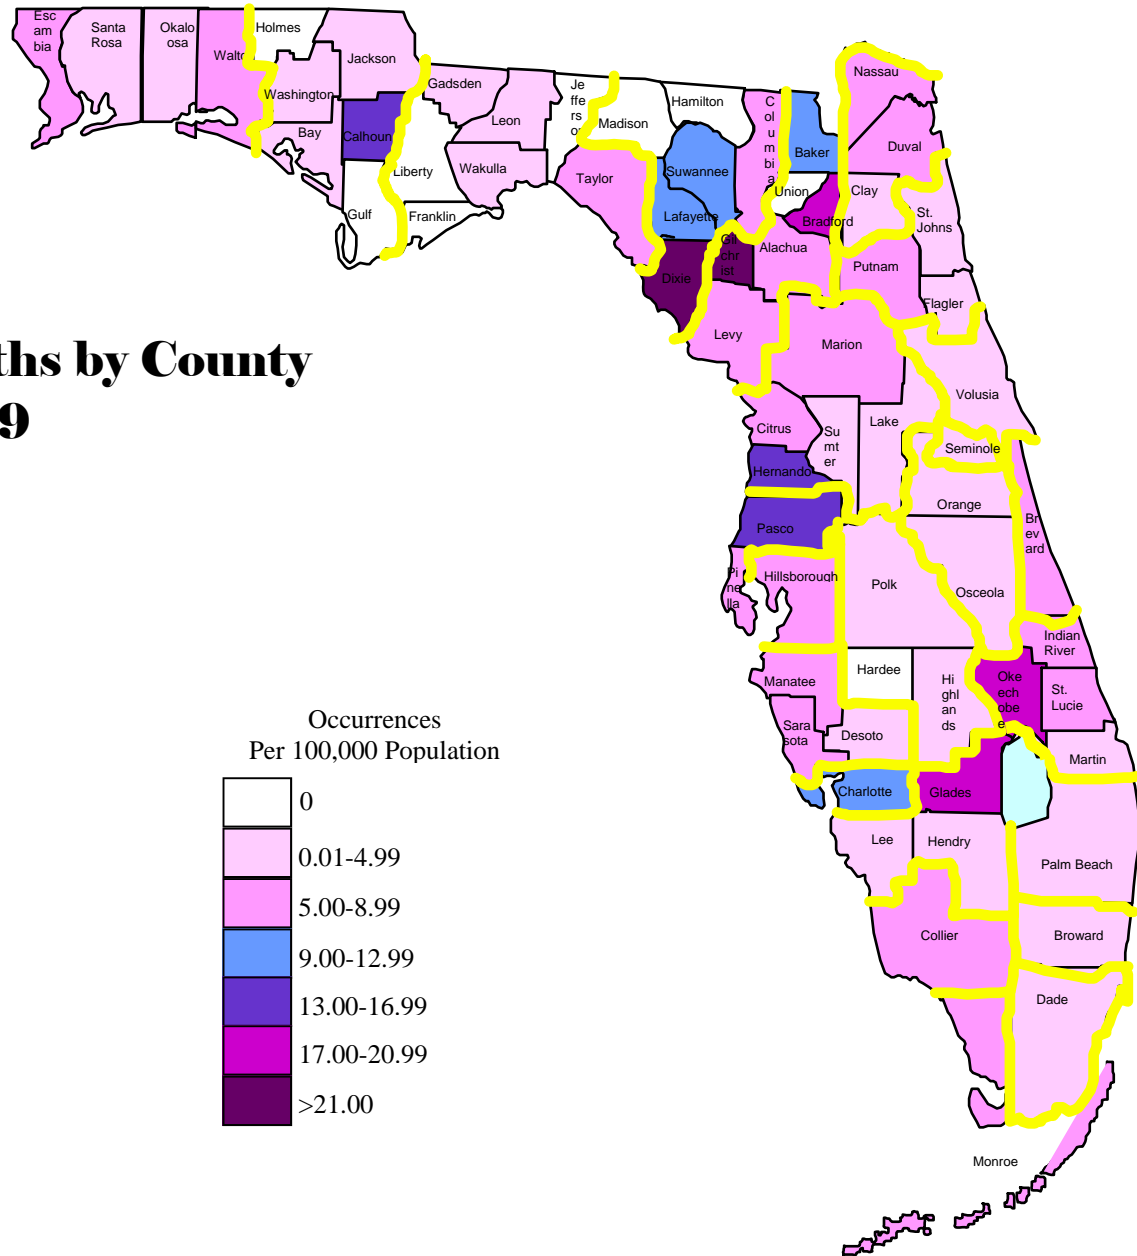 Esc
am
bia
Santa
Rosa
Okalo
osa
Walto
Holmes
Washington
Jackson
Bay
Calhoun
Gulf
Gadsden
Liberty
Franklin
Leon
Wakulla
Je
ffe
rs
on
Madison
Taylor
Hamilton
Suwannee
Lafayette
Dixie
C
o
l
u
m
bi
a
Baker
Union
Bradford
Gil
chr
ist
Alachua
Levy
Nassau
Duval
Clay
St.
Johns
Putnam
Flagler
Marion
Volusia
Citrus
Su
mt
er
Lake
Hernando
Seminole
Orange
Pasco
Br
ev
ard
Pi
ne
lla
Hillsborough
Polk
Osceola
Indian
River
Manatee
Hardee
Hi
ghl
an
ds
Oke
ech
obe
e
St.
Lucie
Sara
sota
Desoto
Martin
Charlotte
Glades
Lee
Hendry
Palm Beach
Collier
Broward
Dade
Monroe
ths by County
9
Occurrences
Per 100,000 Population
0
0.01-4.99
5.00-8.99
9.00-12.99
13.00-16.99
17.00-20.99
>21.00